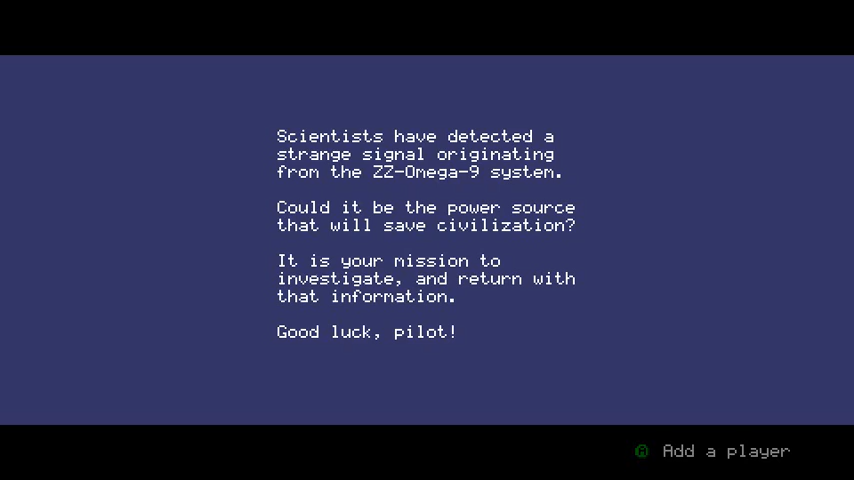 Scientists have detected a
strange signal originating
from the ZZ-Omega-9 system.
Could it be the power source
that will save civilization?
It is your mission to
investigate, and return with
that information.
Good luck, pilot!
A Add a player